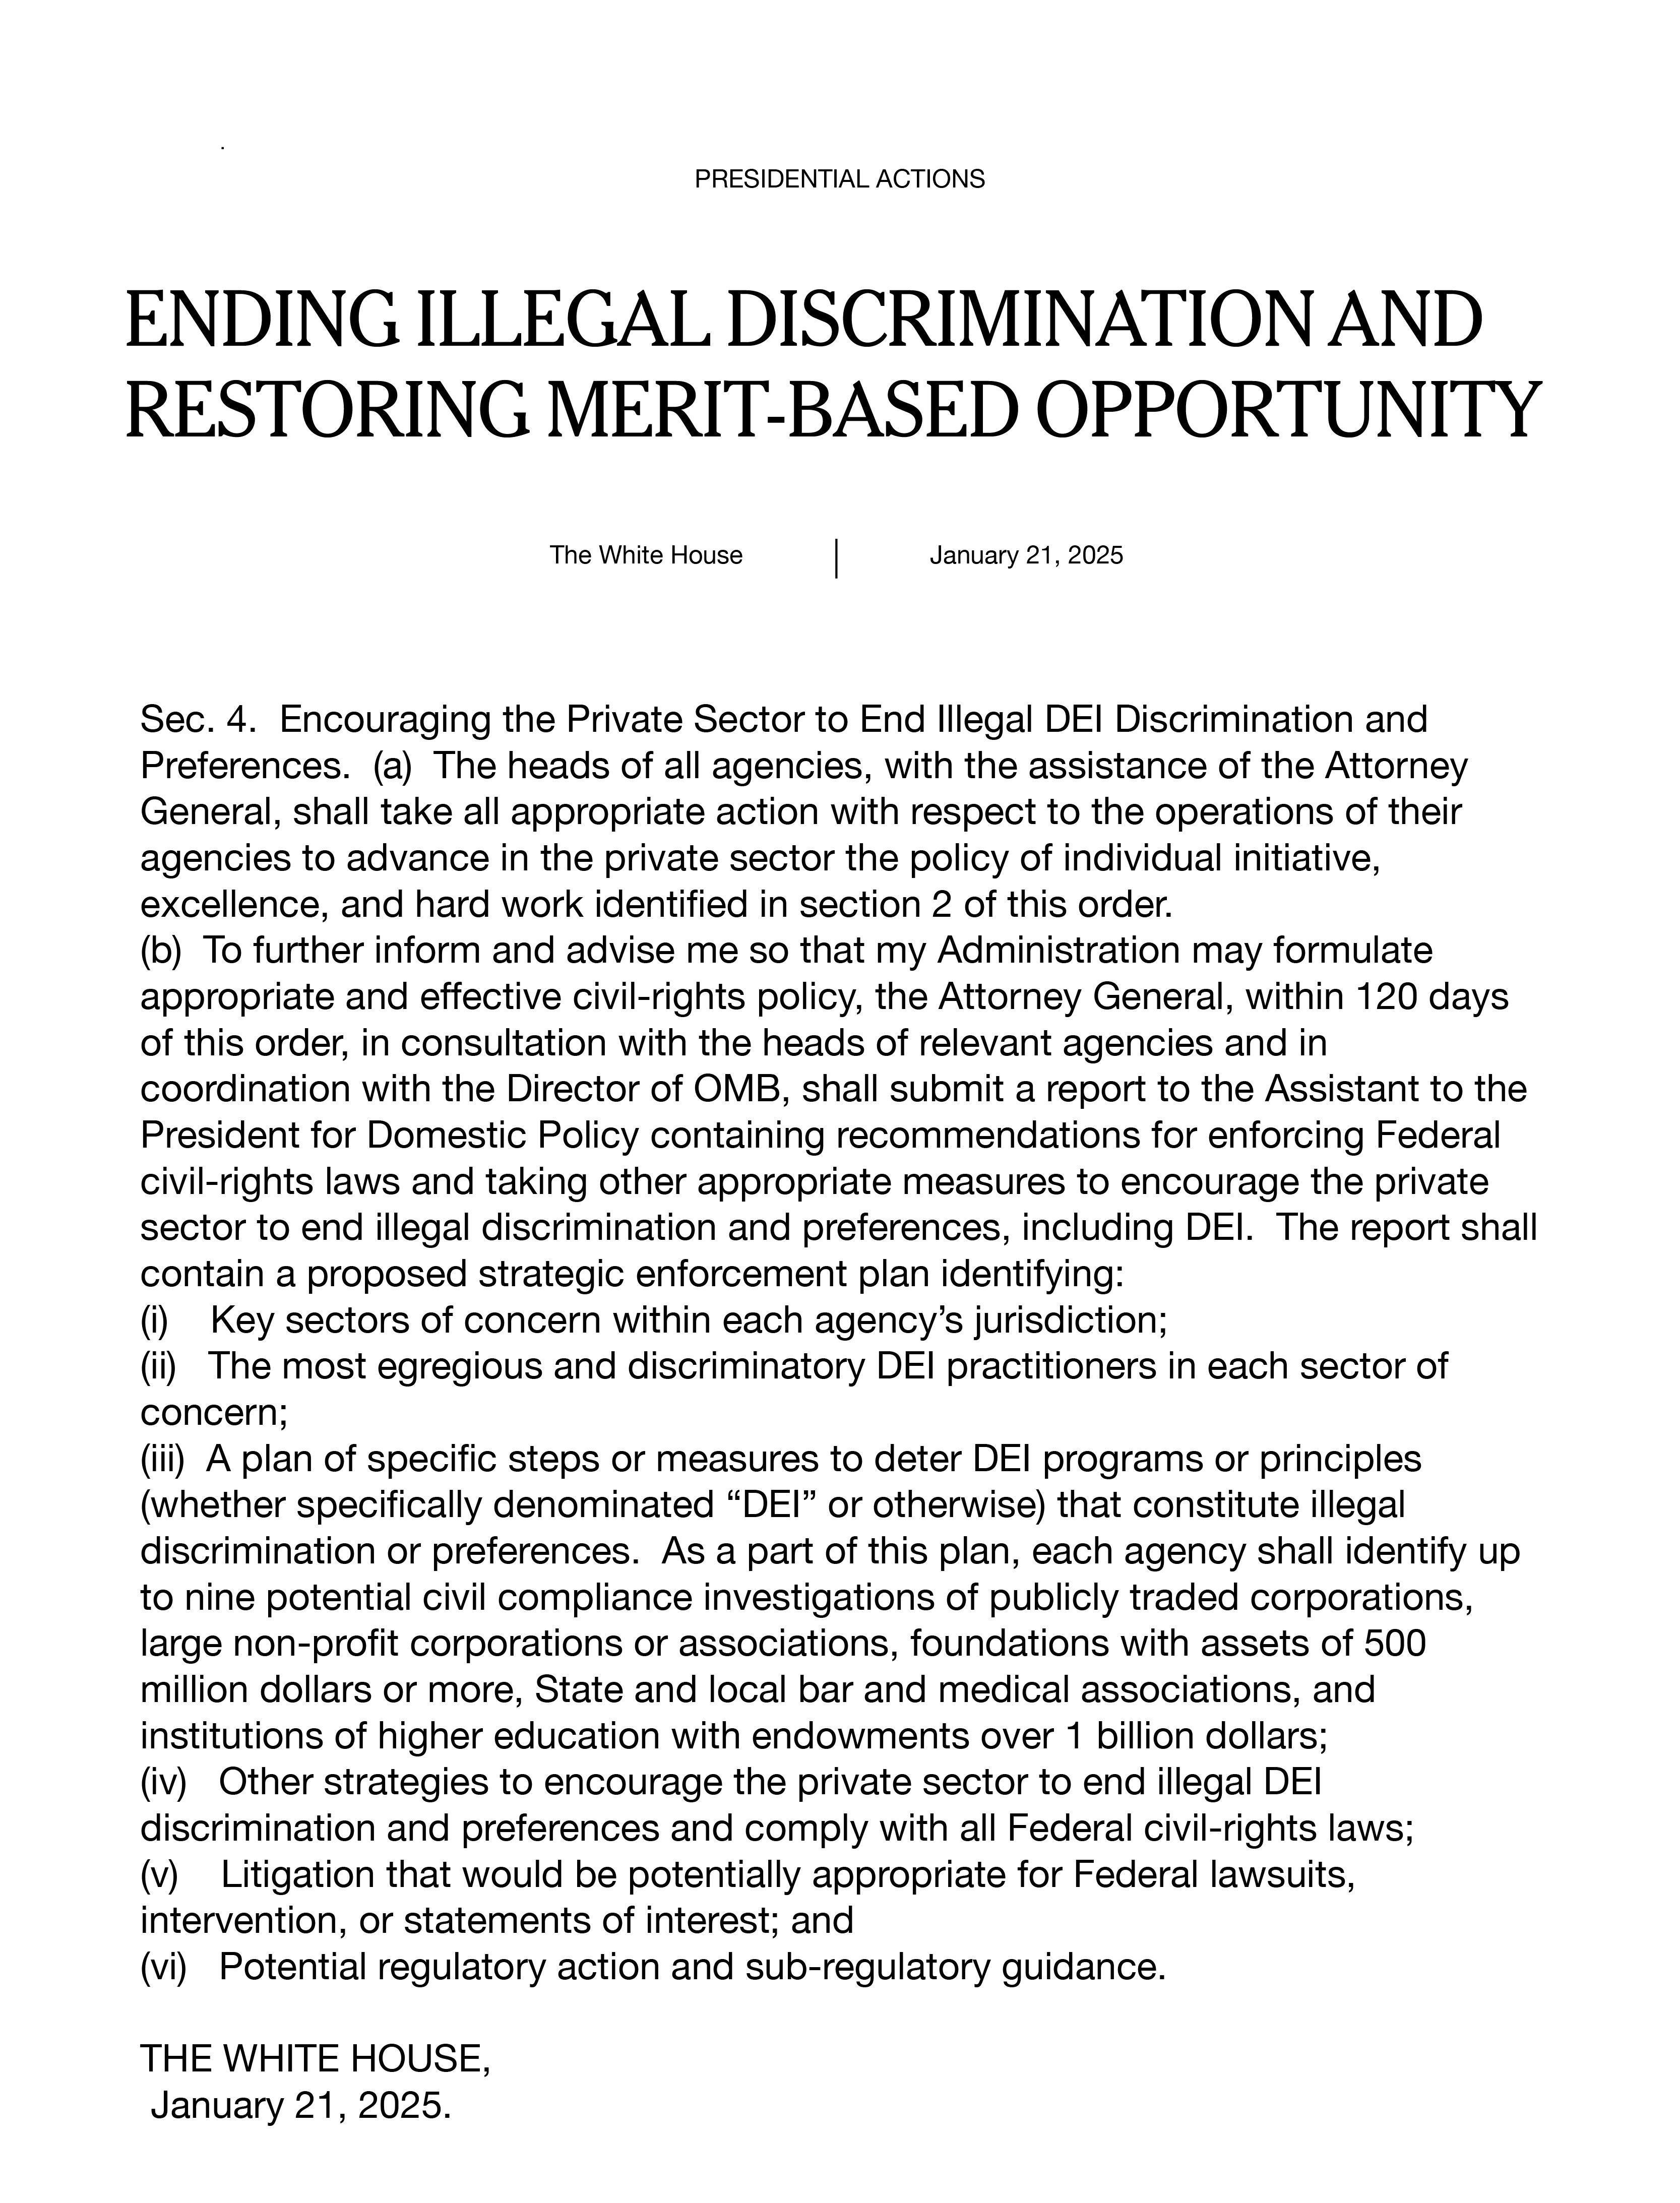 PRESIDENTIAL ACTIONS
ENDING ILLEGAL DISCRIMINATION AND
RESTORING MERIT-BASED OPPORTUNITY
The White House | January 21, 2025
Sec. 4.  Encouraging the Private Sector to End Illegal DEI Discrimination and
Preferences.  (a)  The heads of all agencies, with the assistance of the Attorney
General, shall take all appropriate action with respect to the operations of their
agencies to advance in the private sector the policy of individual initiative,
excellence, and hard work identified in section 2 of this order.
(b)  To further inform and advise me so that my Administration may formulate
appropriate and effective civil-rights policy, the Attorney General, within 120 days
of this order, in consultation with the heads of relevant agencies and in
coordination with the Director of OMB, shall submit a report to the Assistant to the
President for Domestic Policy containing recommendations for enforcing Federal
civil-rights laws and taking other appropriate measures to encourage the private
sector to end illegal discrimination and preferences, including DEI.  The report shall
contain a proposed strategic enforcement plan identifying:
(i)    Key sectors of concern within each agency’s jurisdiction;
(ii)   The most egregious and discriminatory DEI practitioners in each sector of
concern;
(iii)  A plan of specific steps or measures to deter DEI programs or principles
(whether specifically denominated “DEI” or otherwise) that constitute illegal
discrimination or preferences.  As a part of this plan, each agency shall identify up
to nine potential civil compliance investigations of publicly traded corporations,
large non-profit corporations or associations, foundations with assets of 500
million dollars or more, State and local bar and medical associations, and
institutions of higher education with endowments over 1 billion dollars;
(iv)   Other strategies to encourage the private sector to end illegal DEI
discrimination and preferences and comply with all Federal civil-rights laws;
(v)    Litigation that would be potentially appropriate for Federal lawsuits,
intervention, or statements of interest; and
(vi)   Potential regulatory action and sub-regulatory guidance.
THE WHITE HOUSE,
January 21, 2025.